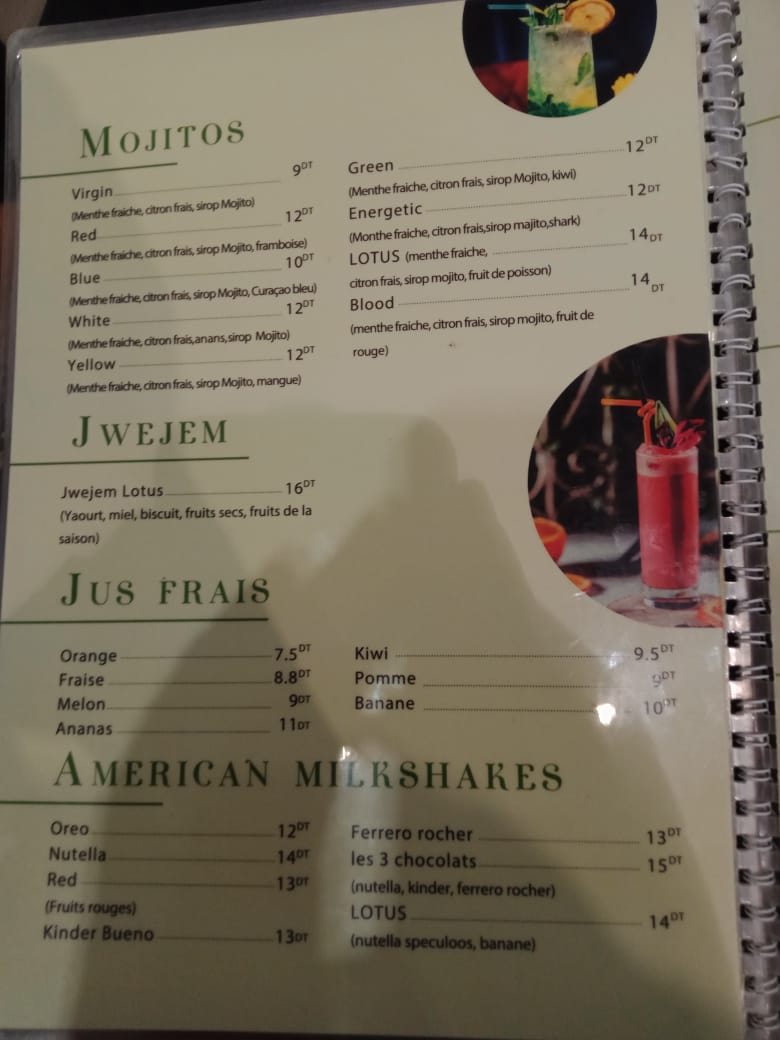 MOJITOS
Virgin 9DT
(Menthe fraiche, citron frais, sirop Mojito)
Red 12DT
(Menthe fraiche, citron frais, sirop Mojito, framboise)
Blue 10DT
(Menthe fraiche, citron frais, sirop Mojito, Curaçao bleu)
White 12DT
(Menthe fraiche, citron frais,anans,sirop Mojito)
Yellow 12DT
(Menthe fraiche, citron frais, sirop Mojito, mangue)
Green 12DT
(Menthe fraiche, citron frais, sirop Mojito, kiwi)
Energetic 12DT
(Monthe fraiche, citron frais,sirop majito,shark)
LOTUS (menthe fraiche, 14DT
citron frais, sirop mojito, fruit de poisson)
Blood 14DT
(menthe fraiche, citron frais, sirop mojito, fruit de
rouge)
JWEJEM
Jwejem Lotus 16DT
(Yaourt, miel, biscuit, fruits secs, fruits de la
saison)
JUS FRAIS
Orange 7.5DT
Fraise 8.8DT
Melon 9DT
Ananas 11DT
Kiwi 9.5DT
Pomme 9DT
Banane 10DT
AMERICAN MILKSHAKES
Oreo 12DT
Nutella 14DT
Red 13DT
(Fruits rouges)
Kinder Bueno 13DT
Ferrero rocher 13DT
les 3 chocolats 15DT
(nutella, kinder, ferrero rocher)
LOTUS 14DT
(nutella speculoos, banane)